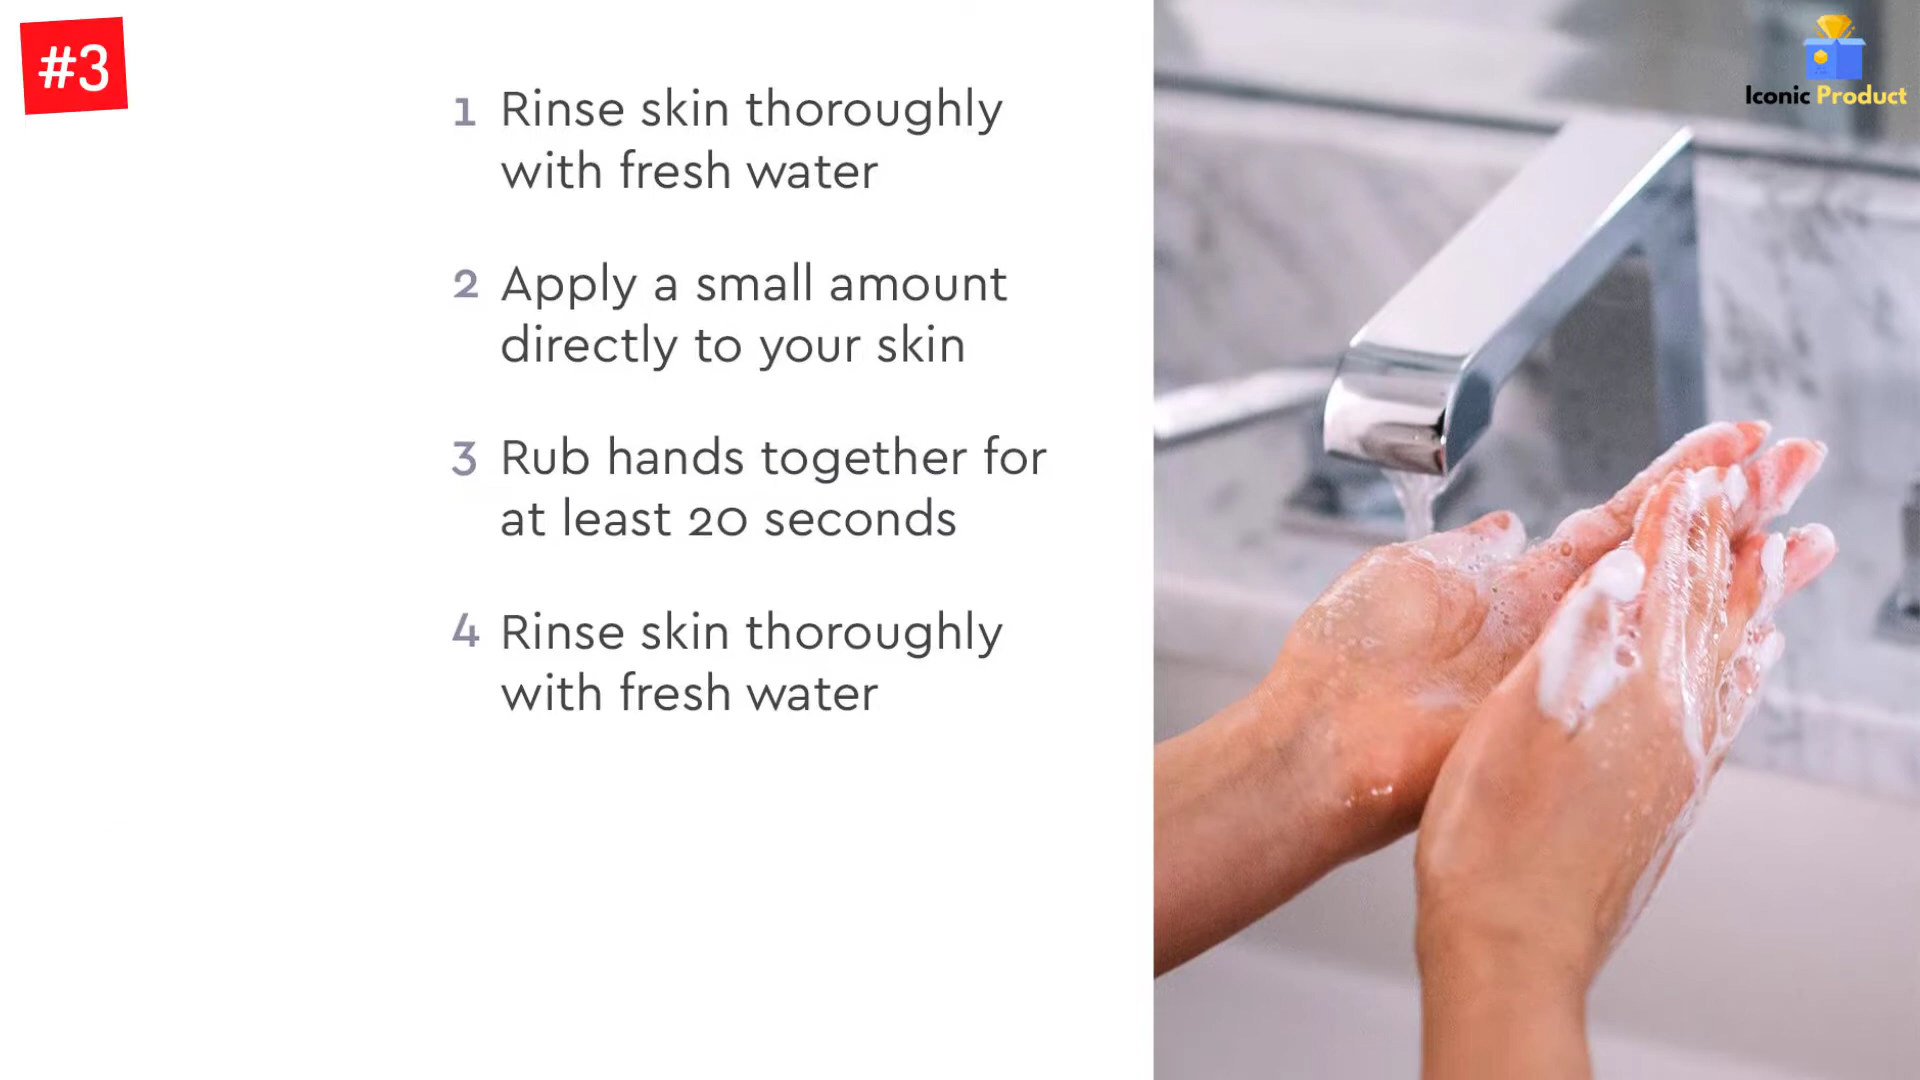 #3
1 Rinse skin thoroughly
with fresh water
2 Apply a small amount
directly to your skin
3 Rub hands together for
at least 20 seconds
4 Rinse skin thoroughly
with fresh water
Iconic Product